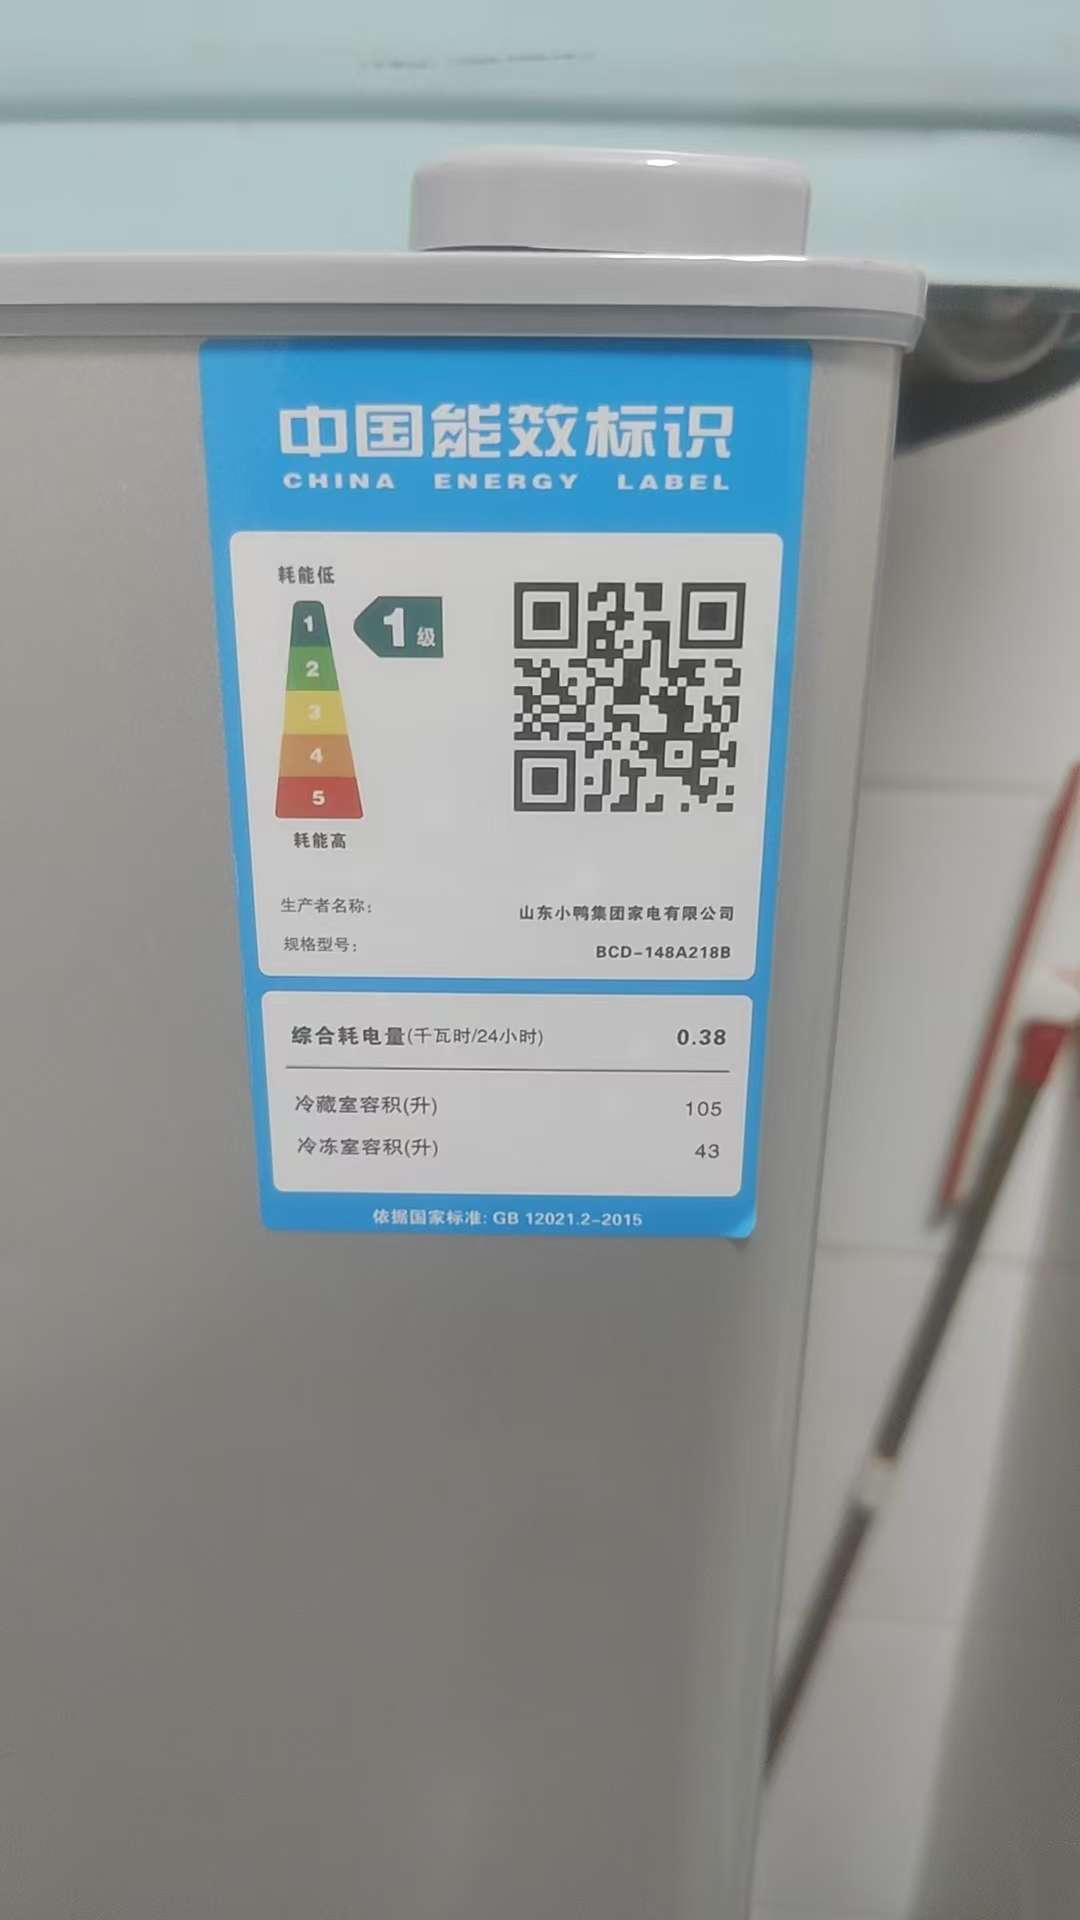 中国能效标识
CHINA ENERGY LABEL
耗能低
1
1级
2
3
4
5
耗能高
生产者名称: 山东小鸭集团家电有限公司
规格型号: BCD-148A218B
综合耗电量(千瓦时/24小时) 0.38
冷藏室容积(升) 105
冷冻室容积(升) 43
依据国家标准: GB 12021.2-2015